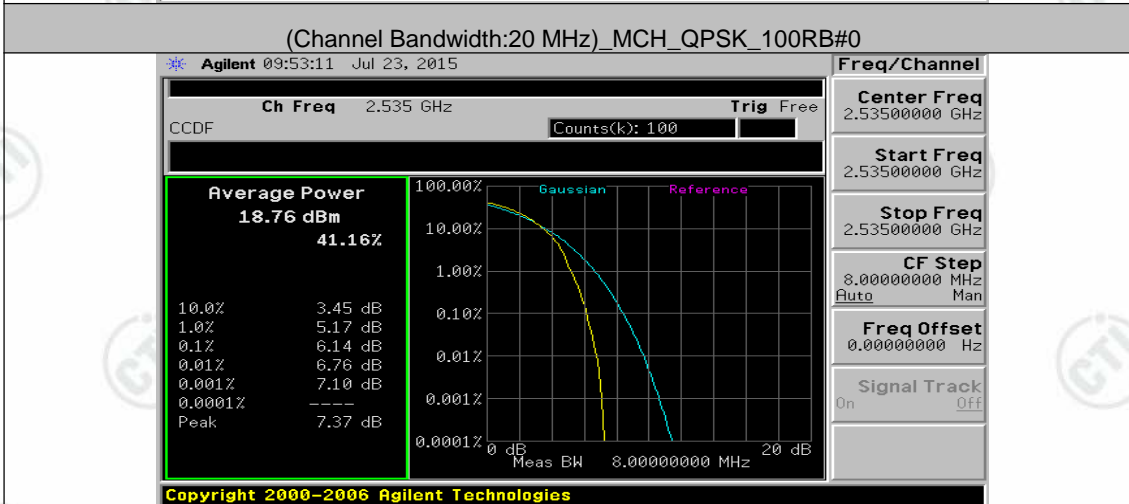 (Channel Bandwidth:20 MHz)_MCH_QPSK_100RB#0
Agilent 09:53:11 Jul 23, 2015
Freq/Channel
Ch Freq 2.535 GHz Trig Free
CCDF Counts(k): 100
Average Power
18.76 dBm
41.16%
10.0% 3.45 dB
1.0% 5.17 dB
0.1% 6.14 dB
0.01% 6.76 dB
0.001% 7.10 dB
0.0001% ----
Peak 7.37 dB
Gaussian Reference
100.00%
10.00%
1.00%
0.10%
0.01%
0.001%
0.0001%
0 dB 20 dB
Meas BW 8.00000000 MHz
Center Freq
2.53500000 GHz
Start Freq
2.53500000 GHz
Stop Freq
2.53500000 GHz
CF Step
8.00000000 MHz
Auto Man
Freq Offset
0.00000000 Hz
Signal Track
On Off
Copyright 2000-2006 Agilent Technologies
CTI
CTI